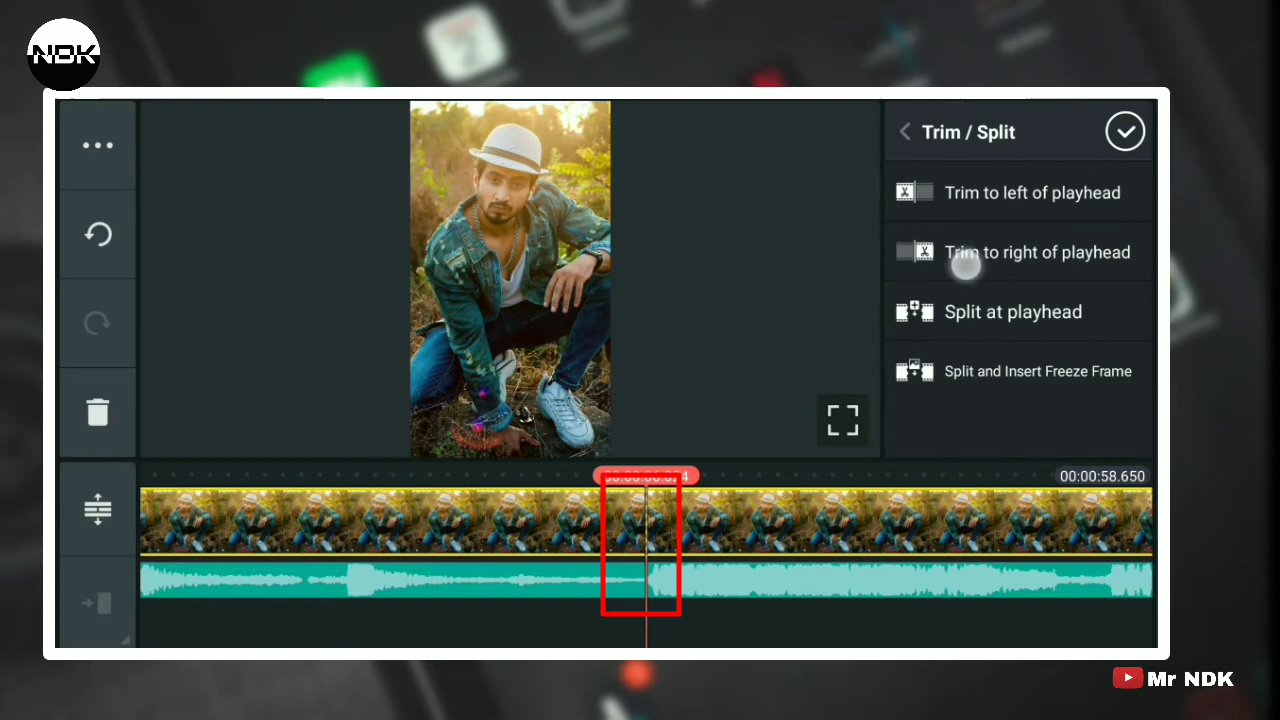 NDK
Trim / Split
Trim to left of playhead
Trim to right of playhead
Split at playhead
Split and Insert Freeze Frame
00:00:58.650
Mr NDK